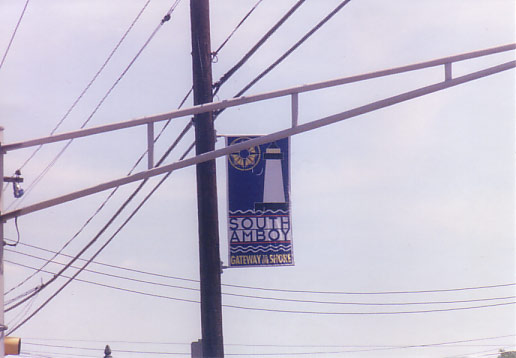 SOUTH
AMBOY
GATEWAY to the SHORE